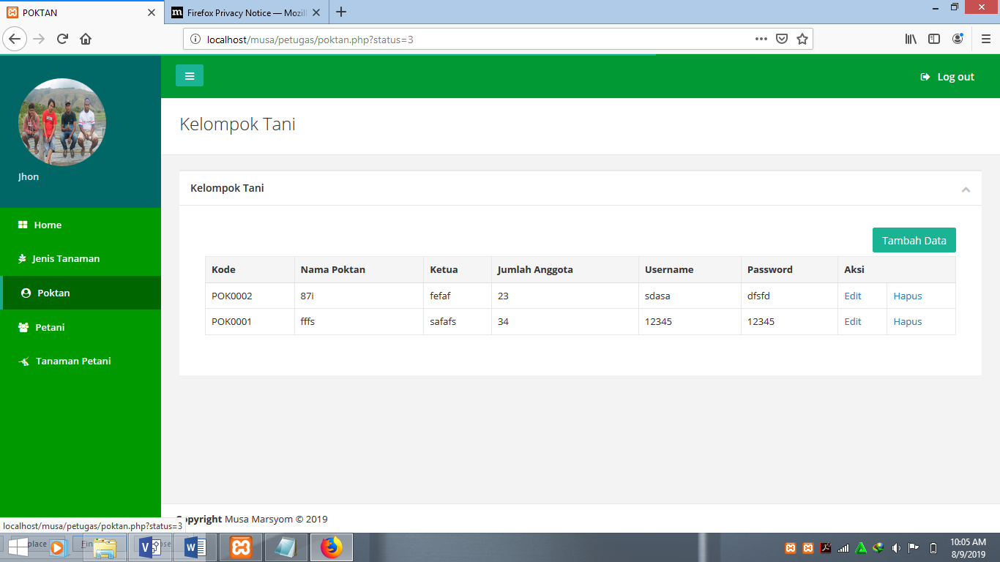 POKTAN
Firefox Privacy Notice — Mozil
localhost/musa/petugas/poktan.php?status=3
Log out
Kelompok Tani
Jhon
Kelompok Tani
Home
Jenis Tanaman
Poktan
Petani
Tanaman Petani
Tambah Data
Kode Nama Poktan Ketua Jumlah Anggota Username Password Aksi
POK0002 87i fefaf 23 sdasa dfsfd Edit Hapus
POK0001 fffs safafs 34 12345 12345 Edit Hapus
Copyright Musa Marsyom © 2019
localhost/musa/petugas/poktan.php?status=3
10:05 AM
8/9/2019